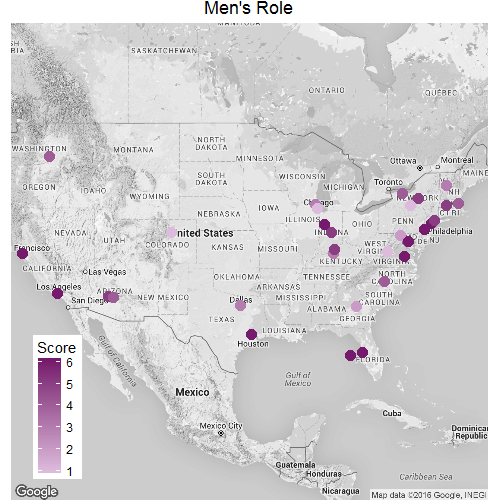 Men's Role
SASKATCHEWAN
ONTARIO
QUÉBEC
WASHINGTON
MONTANA
NORTH
DAKOTA
MINNESOTA
Ottawa
Montreal
MAINE
OREGON
IDAHO
SOUTH
DAKOTA
WISCONSIN
MICHIGAN
Toronto
NH
WYOMING
Chicago
NEW YORK
CT RI
NEBRASKA
IOWA
ILLINOIS
INDIANA
OHIO
PENN
Philadelphia
NEVADA
UTAH
United States
COLORADO
KANSAS
MISSOURI
WEST
VIRGINIA
DE NJ
Francisco
CALIFORNIA
Las Vegas
KENTUCKY
VIRGINIA
Los Angeles
San Diego
ARIZONA
NEW MEXICO
OKLAHOMA
ARKANSAS
TENNESSEE
NORTH
CAROLINA
Dallas
MISSISSIPPI
ALABAMA
SOUTH
CAROLINA
TEXAS
GEORGIA
LOUISIANA
Houston
FLORIDA
Gulf of California
Gulf of
Mexico
Score
6
5
4
3
2
1
Mexico
Mexico City
Cuba
Dominican
Republic
Guatemala
Honduras
Nicaragua
Caribbean Sea
Google
Map data ©2016 Google, INEGI